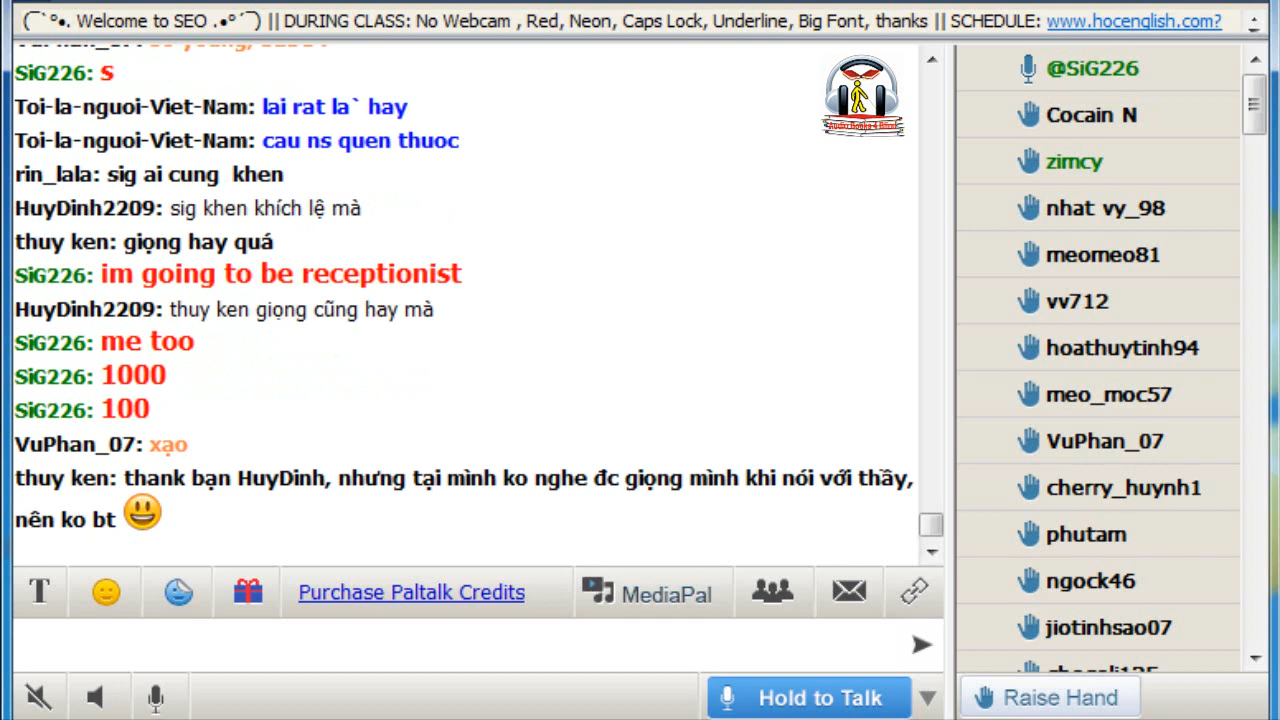 (¯`°•. Welcome to SEO .•°´¯) || DURING CLASS: No Webcam , Red, Neon, Caps Lock, Underline, Big Font, thanks || SCHEDULE: www.hocenglish.com?
SiG226: s
Toi-la-nguoi-Viet-Nam: lai rat la` hay
Toi-la-nguoi-Viet-Nam: cau ns quen thuoc
rin_lala: sig ai cung khen
HuyDinh2209: sig khen khích lệ mà
thuy ken: giọng hay quá
SiG226: im going to be receptionist
HuyDinh2209: thuy ken giọng cũng hay mà
SiG226: me too
SiG226: 1000
SiG226: 100
VuPhan_07: xạo
thuy ken: thank bạn HuyDinh, nhưng tại mình ko nghe đc giọng mình khi nói với thầy,
nên ko bt
Audio Books 4 Blind
T
Purchase Paltalk Credits
MediaPal
Hold to Talk
@SiG226
Cocain N
zimcy
nhat vy_98
meomeo81
vv712
hoathuytinh94
meo_moc57
VuPhan_07
cherry_huynh1
phutam
ngock46
jiotinhsao07
Raise Hand